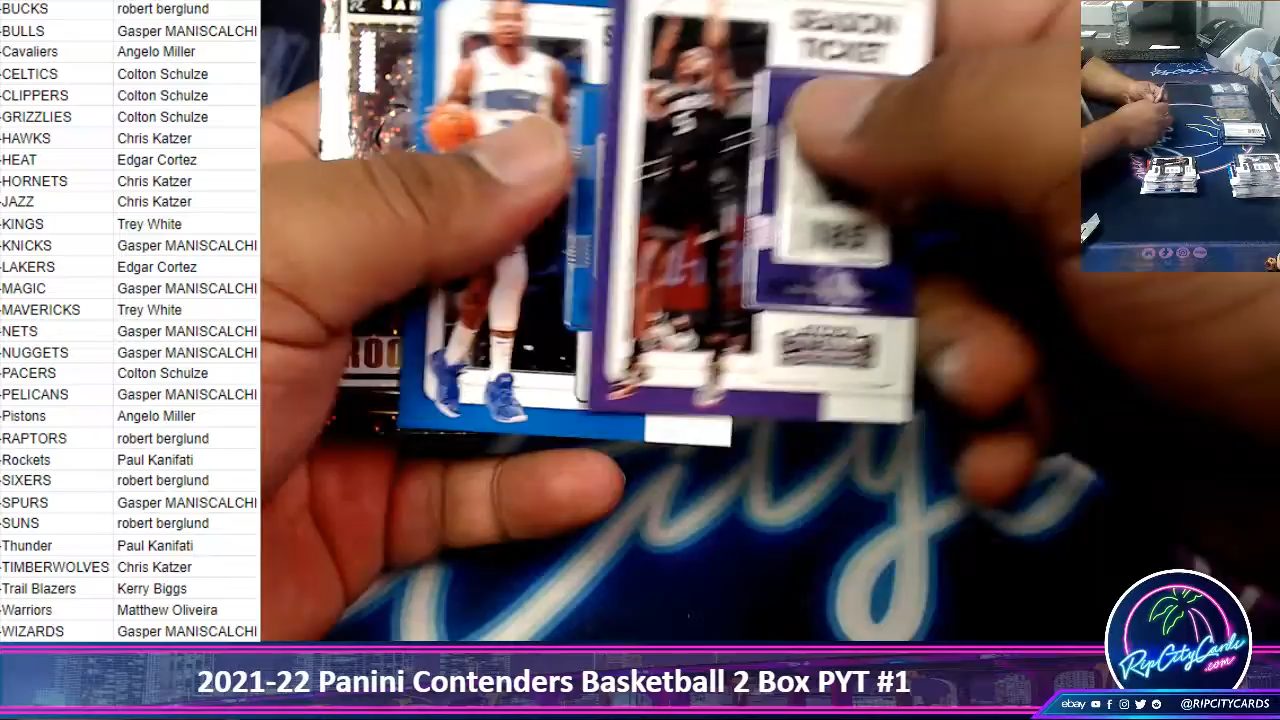 -BUCKS robert berglund
-BULLS Gasper MANISCALCHI
-Cavaliers Angelo Miller
-CELTICS Colton Schulze
-CLIPPERS Colton Schulze
-GRIZZLIES Colton Schulze
-HAWKS Chris Katzer
-HEAT Edgar Cortez
-HORNETS Chris Katzer
-JAZZ Chris Katzer
-KINGS Trey White
-KNICKS Gasper MANISCALCHI
-LAKERS Edgar Cortez
-MAGIC Gasper MANISCALCHI
-MAVERICKS Trey White
-NETS Gasper MANISCALCHI
-NUGGETS Gasper MANISCALCHI
-PACERS Colton Schulze
-PELICANS Gasper MANISCALCHI
-Pistons Angelo Miller
-RAPTORS robert berglund
-Rockets Paul Kanifati
-SIXERS robert berglund
-SPURS Gasper MANISCALCHI
-SUNS robert berglund
-Thunder Paul Kanifati
-TIMBERWOLVES Chris Katzer
-Trail Blazers Kerry Biggs
-Warriors Matthew Oliveira
-WIZARDS Gasper MANISCALCHI
SEASON
TICKET
ROO
City
RipCityCards
.com
2021-22 Panini Contenders Basketball 2 Box PYT #1
ebay @RIPCITYCARDS